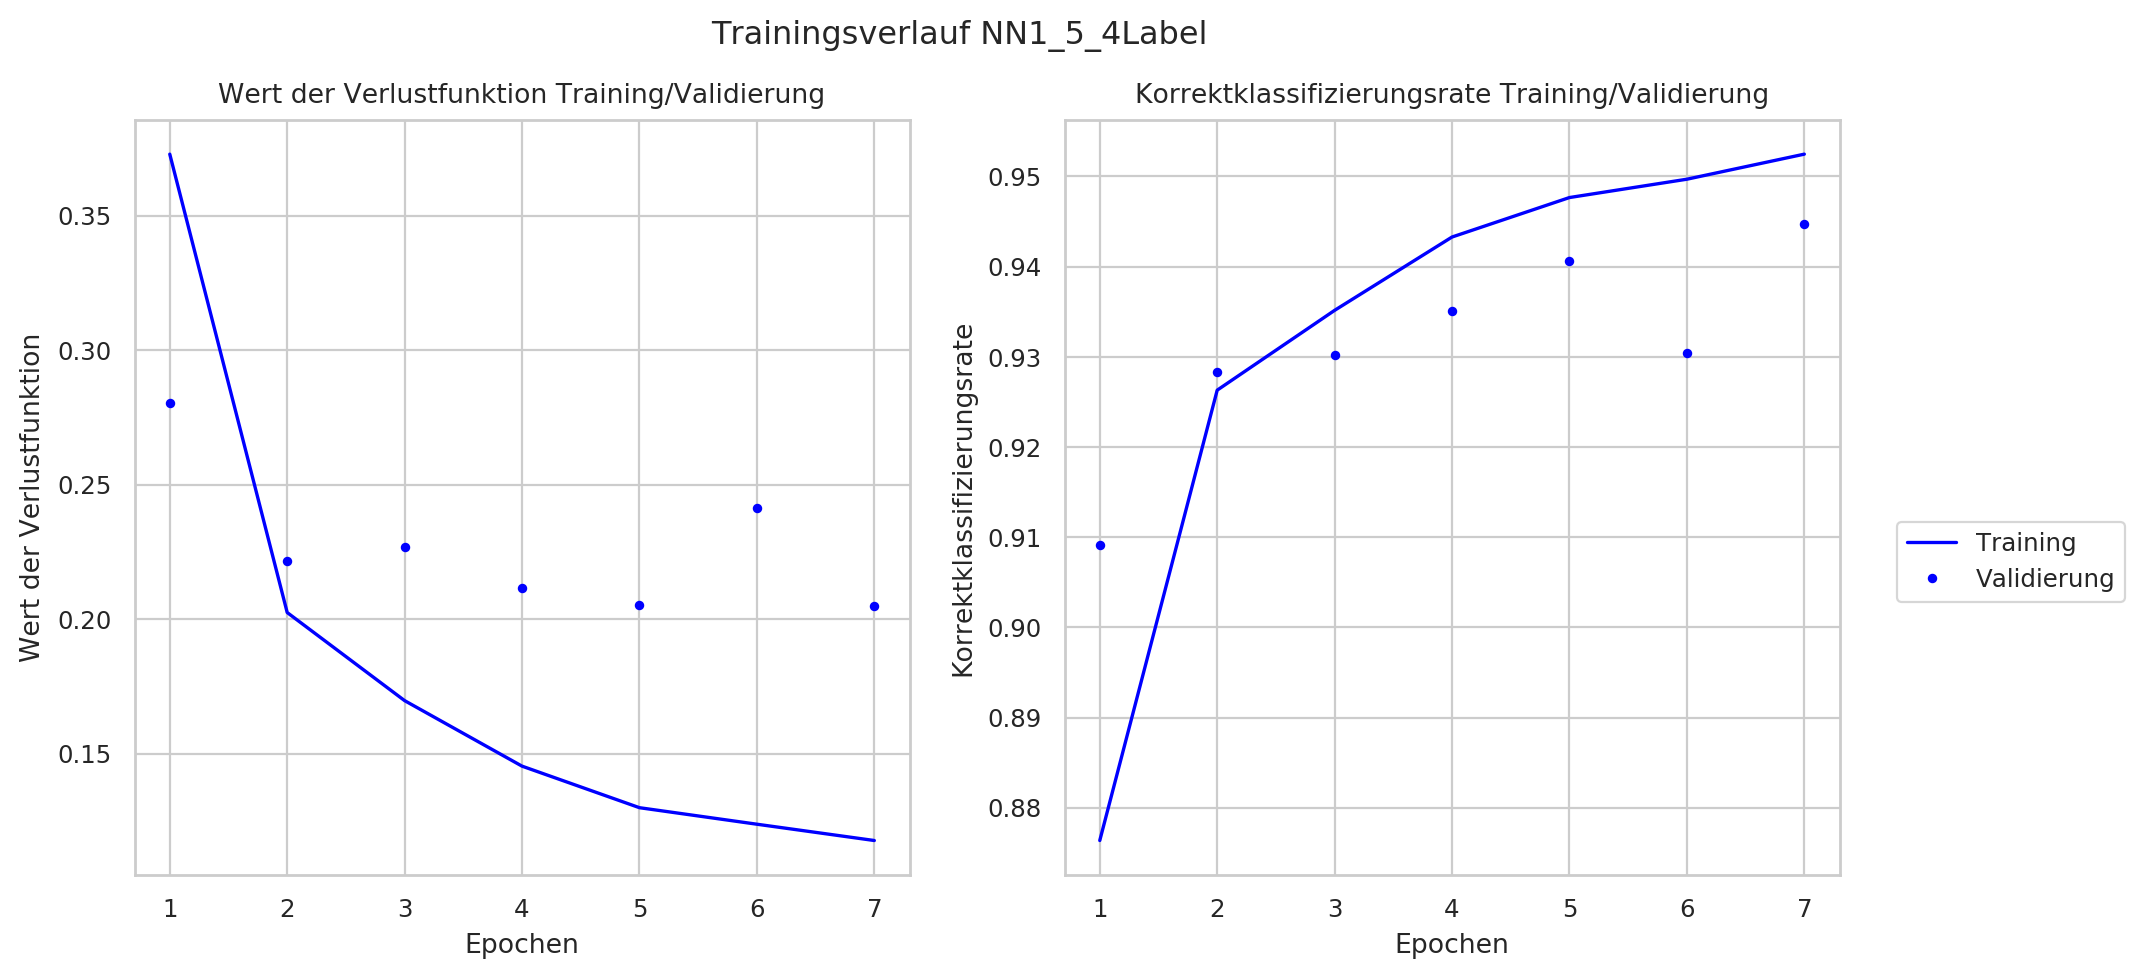 Trainingsverlauf NN1_5_4Label
Wert der Verlustfunktion Training/Validierung
Wert der Verlustfunktion
0.35
0.30
0.25
0.20
0.15
1 2 3 4 5 6 7
Epochen
Korrektklassifizierungsrate Training/Validierung
Korrektklassifizierungsrate
0.95
0.94
0.93
0.92
0.91
0.90
0.89
0.88
1 2 3 4 5 6 7
Epochen
Training
Validierung